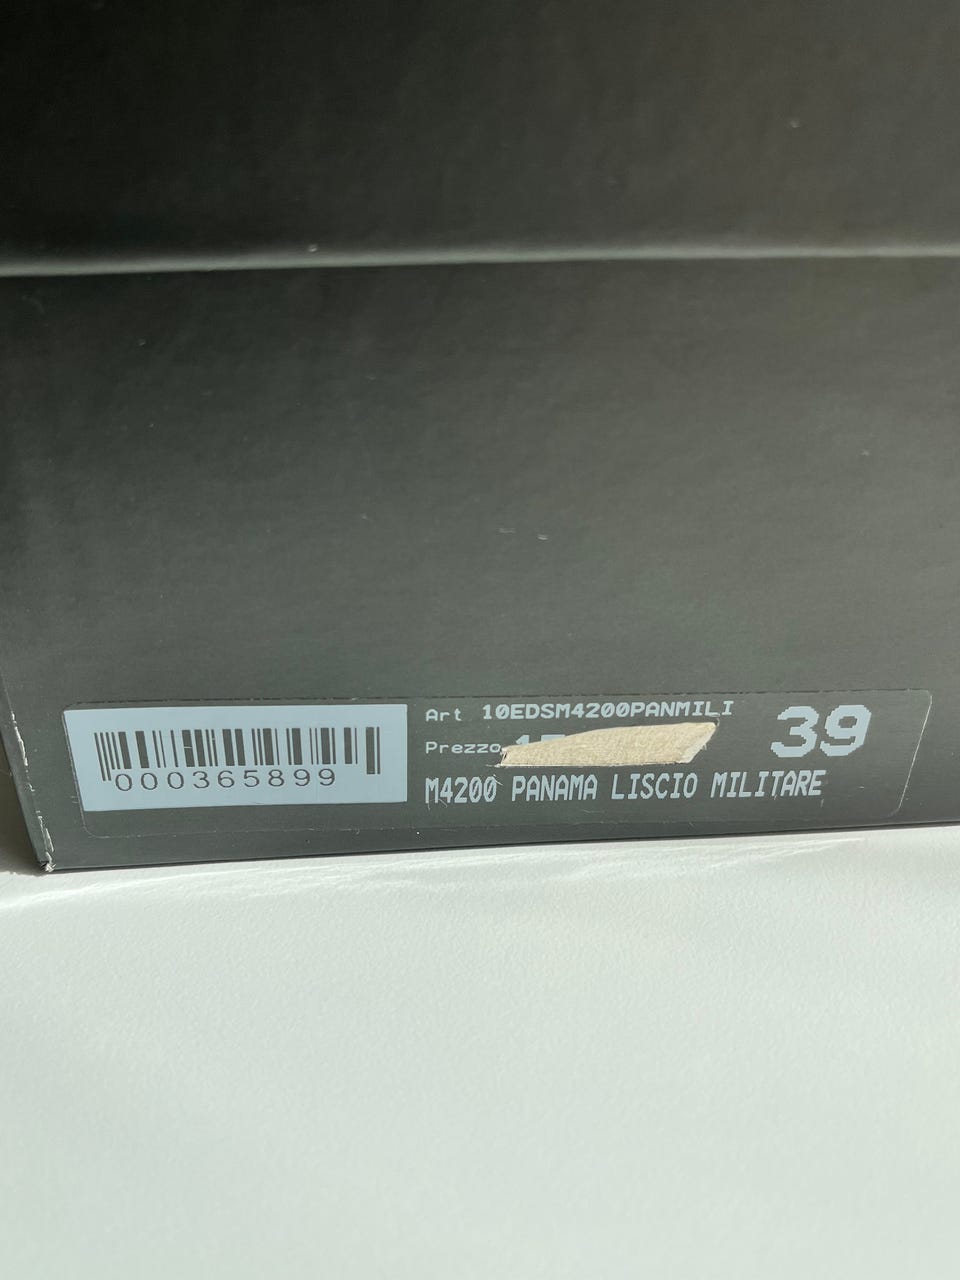 Art 10EDSM4200PANMILI
39
Prezzo
000365899
M4200 PANAMA LISCIO MILITARE